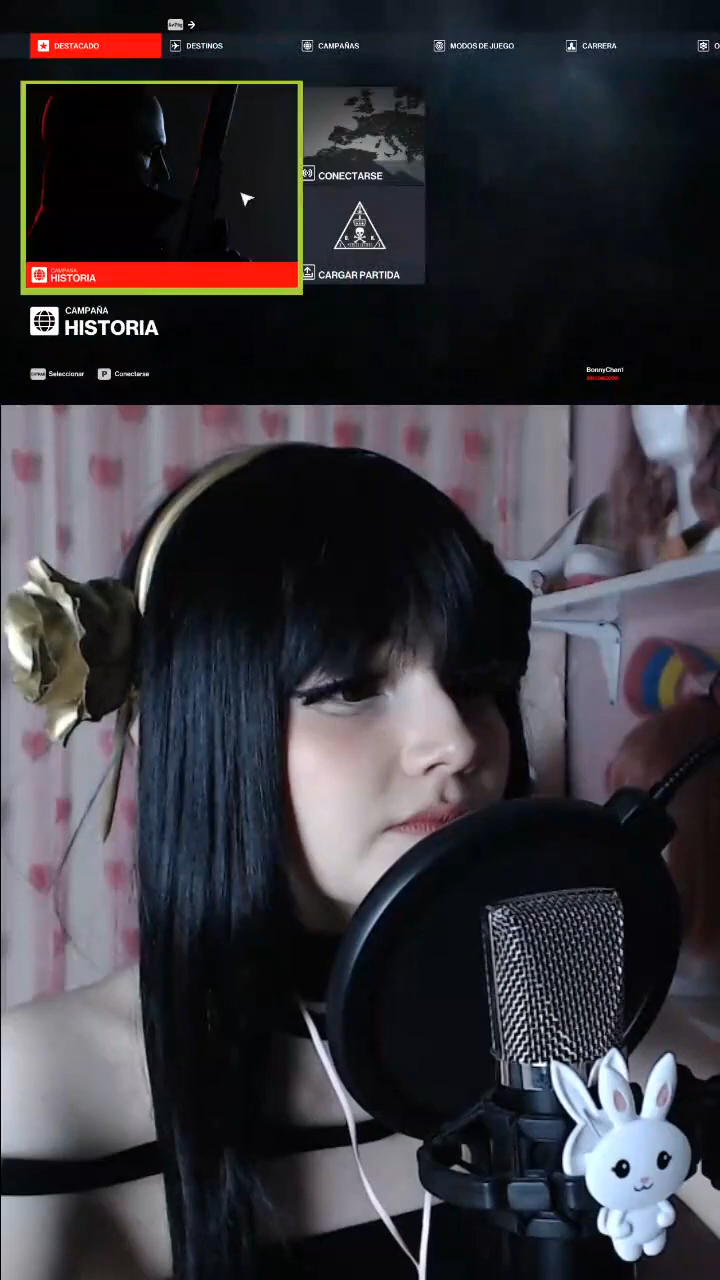 DESTACADO
DESTINOS
CAMPAÑAS
MODOS DE JUEGO
CARRERA
O
CONECTARSE
CAMPAÑA
HISTORIA
CARGAR PARTIDA
CAMPAÑA
HISTORIA
Seleccionar
P
Conectarse
BonnyChan1